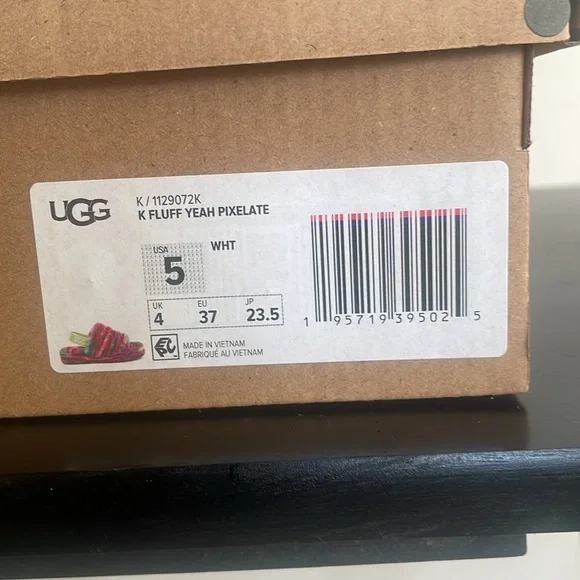 UGG
K / 1129072K
K FLUFF YEAH PIXELATE
USA
5
WHT
UK EU JP
4 37 23.5
MADE IN VIETNAM
FABRIQUÉ AU VIETNAM
1 95719 39502 5